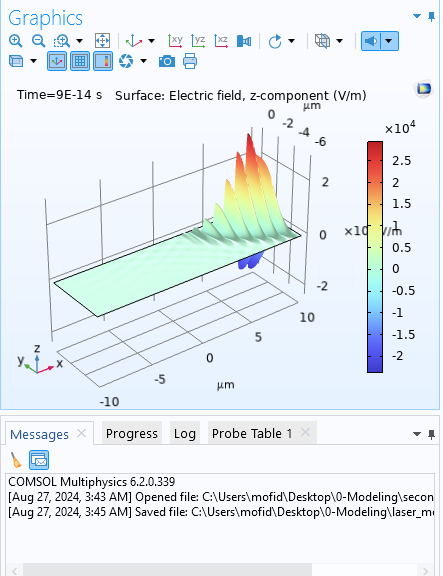 Graphics
xy
yz
xz
Time=9E-14 s Surface: Electric field, z-component (V/m)
µm
0 -2 -4 -6
×10⁴
2.5
2
2
1.5
1
0
0.5
0
-0.5
-1
-2
-1.5
-2
10
5
0
-5
-10
µm
z
y
x
Messages Progress Log Probe Table 1
COMSOL Multiphysics 6.2.0.339
[Aug 27, 2024, 3:43 AM] Opened file: C:\Users\mofid\Desktop\0-Modeling\secon
[Aug 27, 2024, 3:45 AM] Saved file: C:\Users\mofid\Desktop\0-Modeling\laser_m